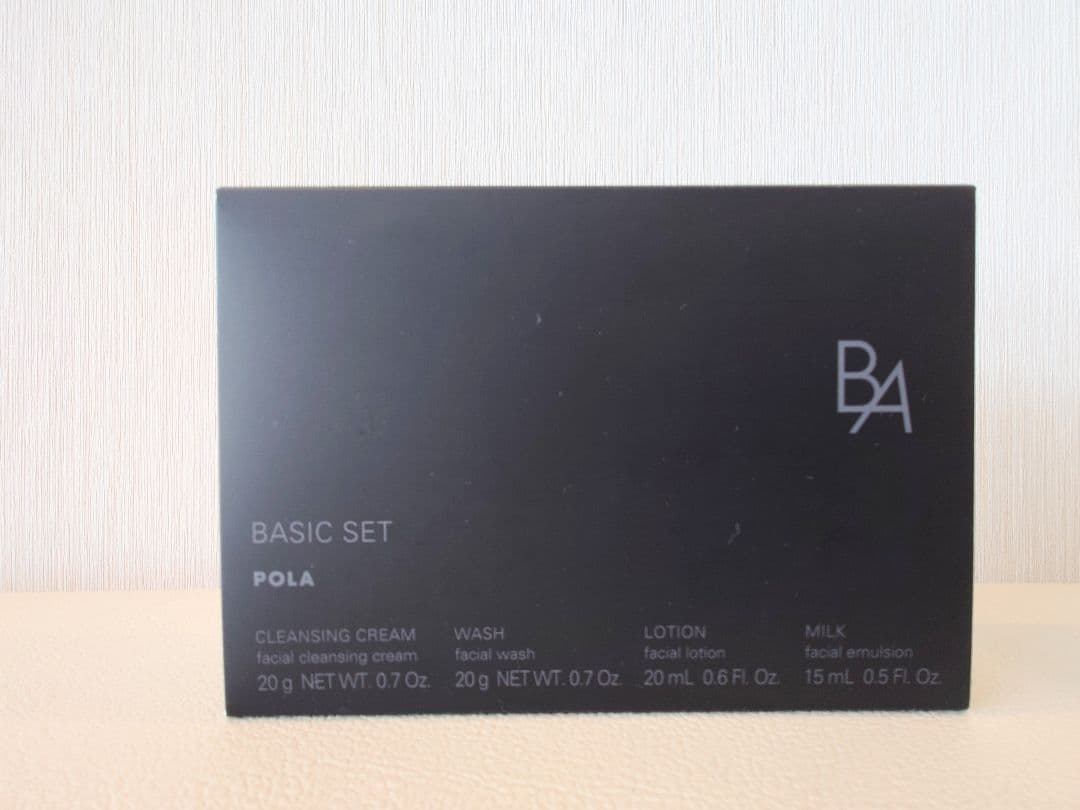 BA
BASIC SET
POLA
CLEANSING CREAM
facial cleansing cream
20 g NET WT. 0.7 Oz.
WASH
facial wash
20 g NET WT. 0.7 Oz.
LOTION
facial lotion
20 mL 0.6 Fl. Oz.
MILK
facial emulsion
15 mL 0.5 Fl. Oz.